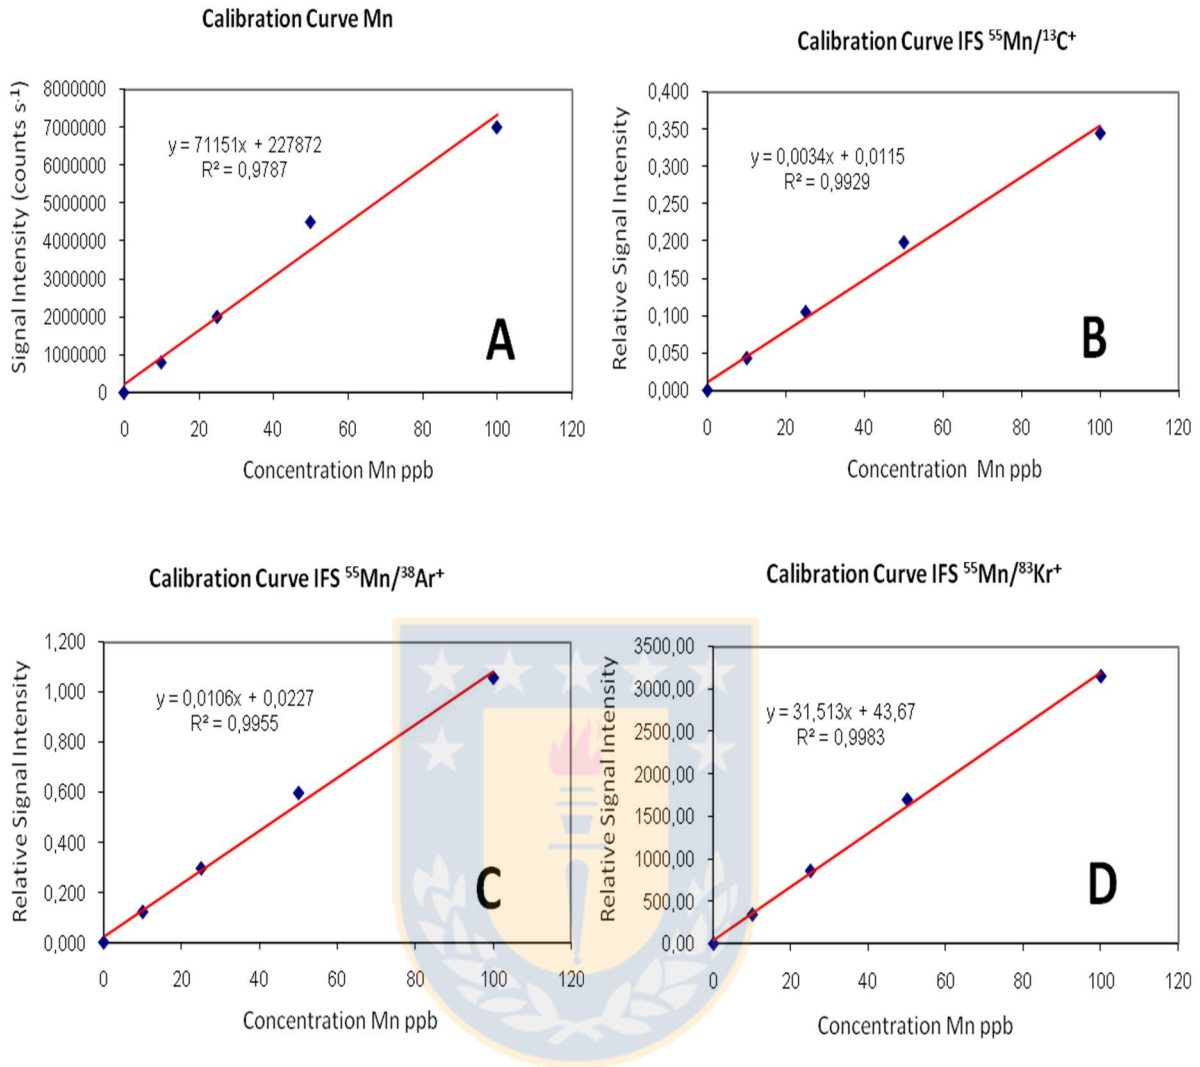 Calibration Curve Mn
Signal Intensity (counts s⁻¹)
8000000
7000000
6000000
5000000
4000000
3000000
2000000
1000000
0
y = 71151x + 227872
R² = 0,9787
A
0 20 40 60 80 100 120
Concentration Mn ppb
Calibration Curve IFS ⁵⁵Mn/¹³C⁺
Relative Signal Intensity
0,400
0,350
0,300
0,250
0,200
0,150
0,100
0,050
0,000
y = 0,0034x + 0,0115
R² = 0,9929
B
0 20 40 60 80 100 120
Concentration Mn ppb
Calibration Curve IFS ⁵⁵Mn/³⁸Ar⁺
Relative Signal Intensity
1,200
1,000
0,800
0,600
0,400
0,200
0,000
y = 0,0106x + 0,0227
R² = 0,9955
C
0 20 40 60 80 100 120
Concentration Mn ppb
Calibration Curve IFS ⁵⁵Mn/⁸³Kr⁺
Relative Signal Intensity
3500,00
3000,00
2500,00
2000,00
1500,00
1000,00
500,00
0,00
y = 31,513x + 43,67
R² = 0,9983
D
0 20 40 60 80 100 120
Concentration Mn ppb